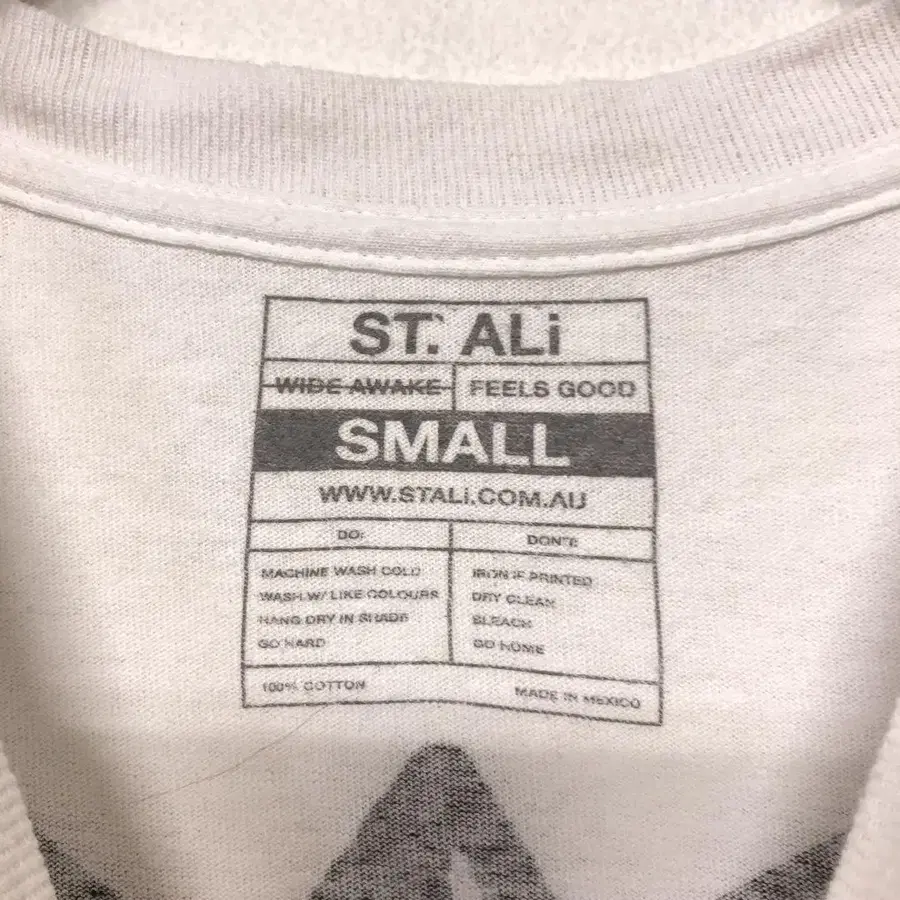 ST. ALi
WIDE AWAKE FEELS GOOD
SMALL
WWW.STALi.COM.AU
DO: DON'T:
MACHINE WASH COLD IRON IF PRINTED
WASH W/ LIKE COLOURS DRY CLEAN
HANG DRY IN SHADE BLEACH
GO HARD GO HOME
100% COTTON MADE IN MEXICO